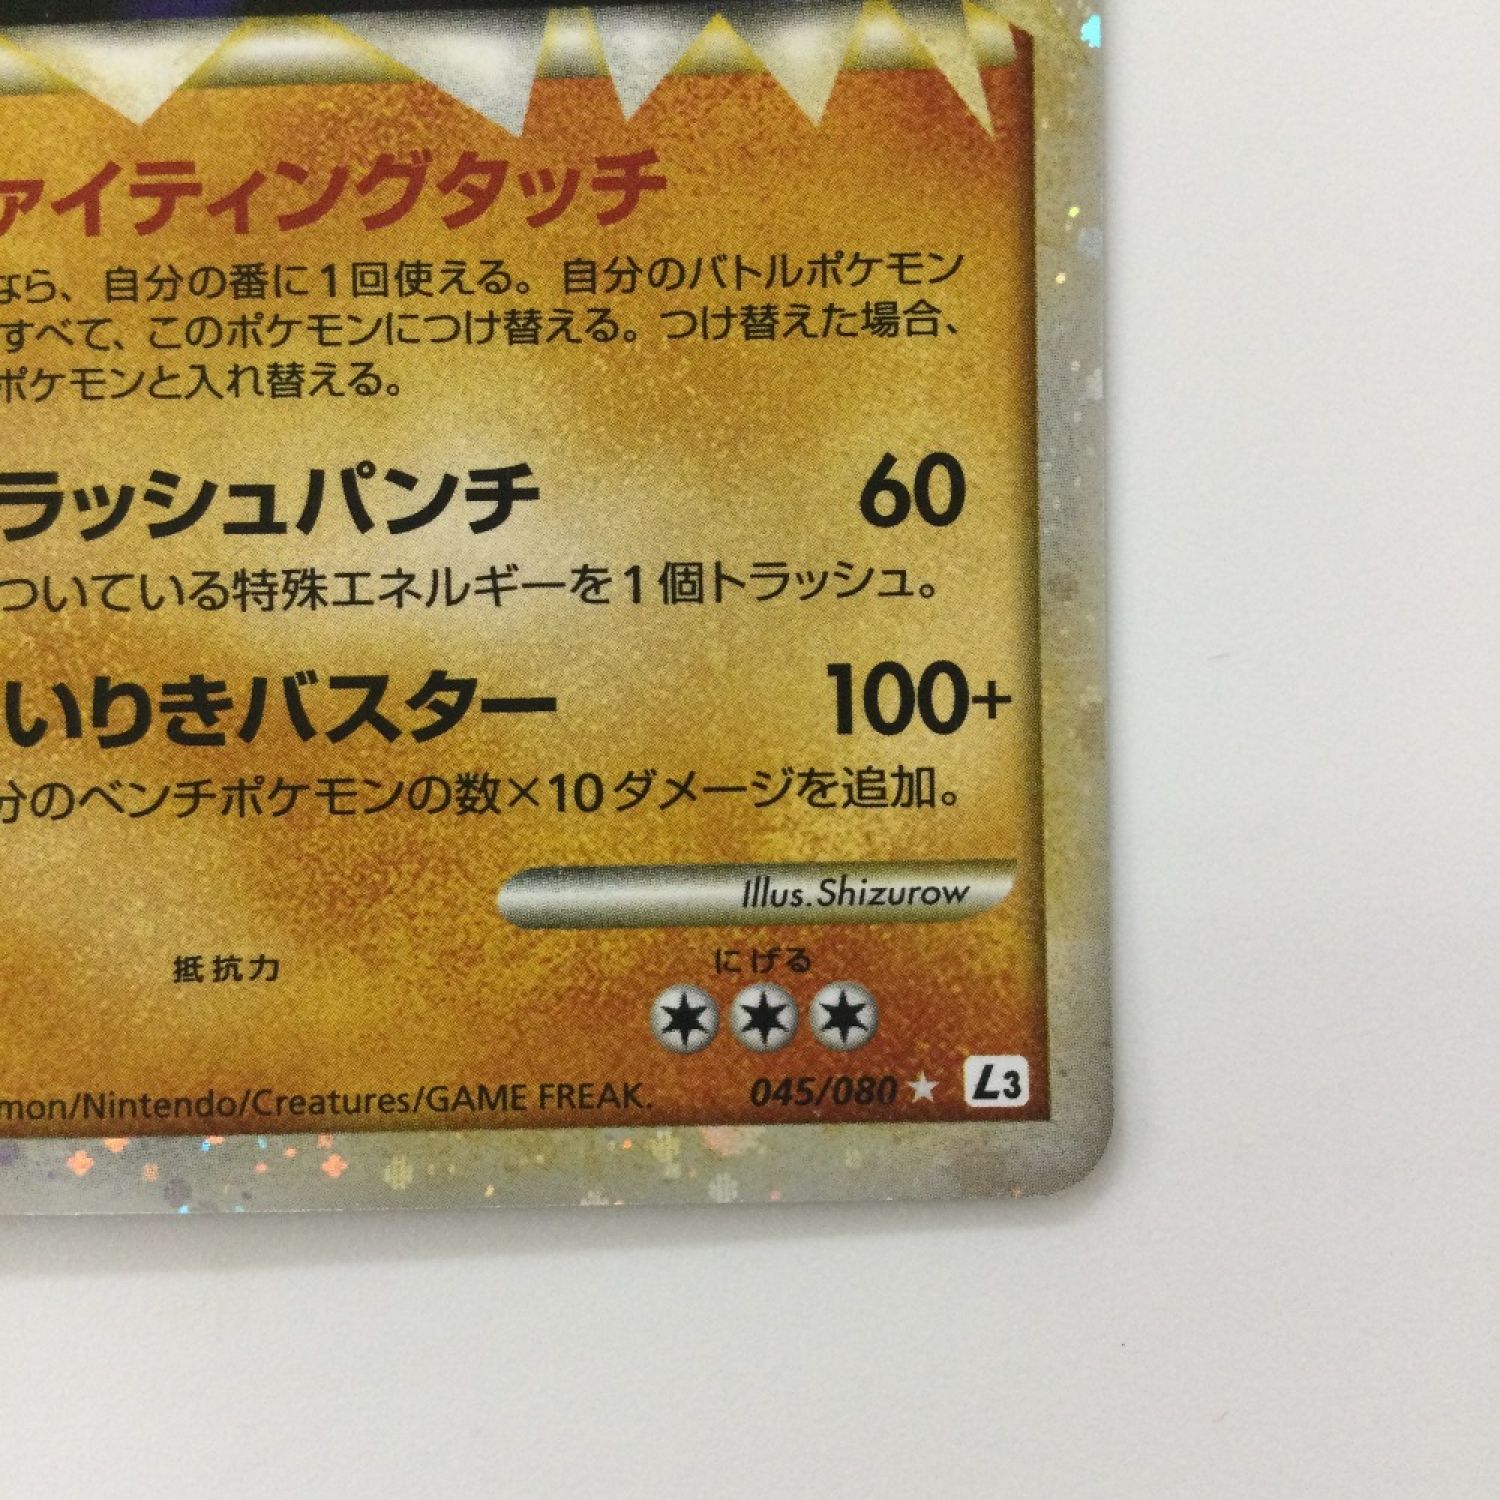 ァイティングタッチ
なら、自分の番に1回使える。自分のバトルポケモン
すべて、このポケモンにつけ替える。つけ替えた場合、
ポケモンと入れ替える。
ラッシュパンチ 60
ついている特殊エネルギーを1個トラッシュ。
いりきバスター 100+
分のベンチポケモンの数×10ダメージを追加。
Illus.Shizurow
抵抗力 にげる
mon/Nintendo/Creatures/GAME FREAK. 045/080 ★ L3